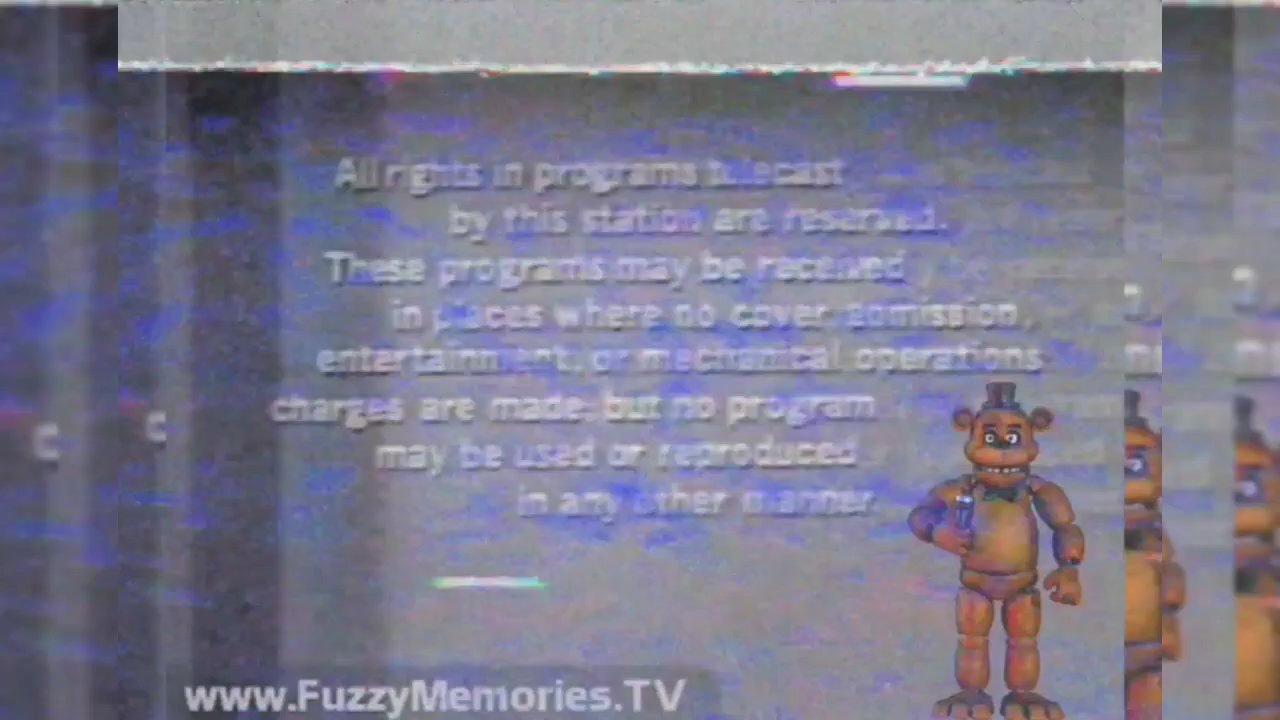 All rights in programs telecast
by this station are reserved.
These programs may be received
in places where no cover, admission,
entertainment, or mechanical operations
charges are made, but no program
may be used or reproduced
in any other manner
www.FuzzyMemories.TV